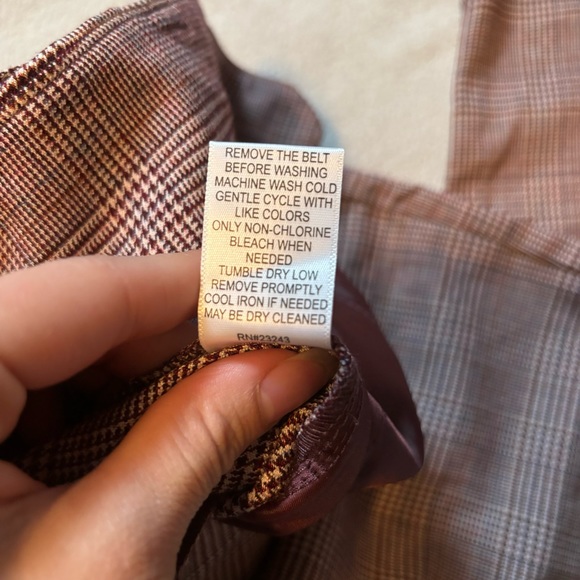 REMOVE THE BELT
BEFORE WASHING
MACHINE WASH COLD
GENTLE CYCLE WITH
LIKE COLORS
ONLY NON-CHLORINE
BLEACH WHEN
NEEDED
TUMBLE DRY LOW
REMOVE PROMPTLY
COOL IRON IF NEEDED
MAY BE DRY CLEANED
RN#23243